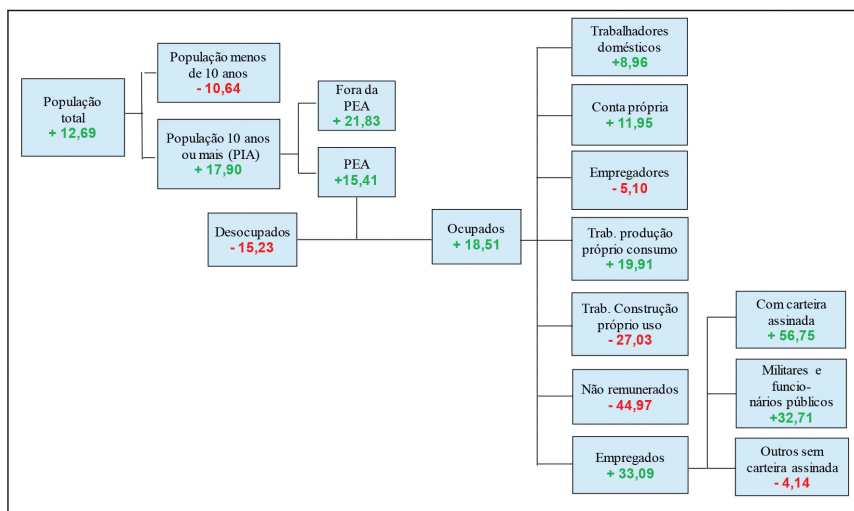 População
total
+ 12,69
População menos
de 10 anos
- 10,64
População 10 anos
ou mais (PIA)
+ 17,90
Fora da
PEA
+ 21,83
PEA
+15,41
Desocupados
- 15,23
Ocupados
+ 18,51
Trabalhadores
domésticos
+8,96
Conta própria
+ 11,95
Empregadores
- 5,10
Trab. produção
próprio consumo
+ 19,91
Trab. Construção
próprio uso
- 27,03
Não remunerados
- 44,97
Empregados
+ 33,09
Com carteira
assinada
+ 56,75
Militares e
funcio-
nários públicos
+32,71
Outros sem
carteira assinada
- 4,14